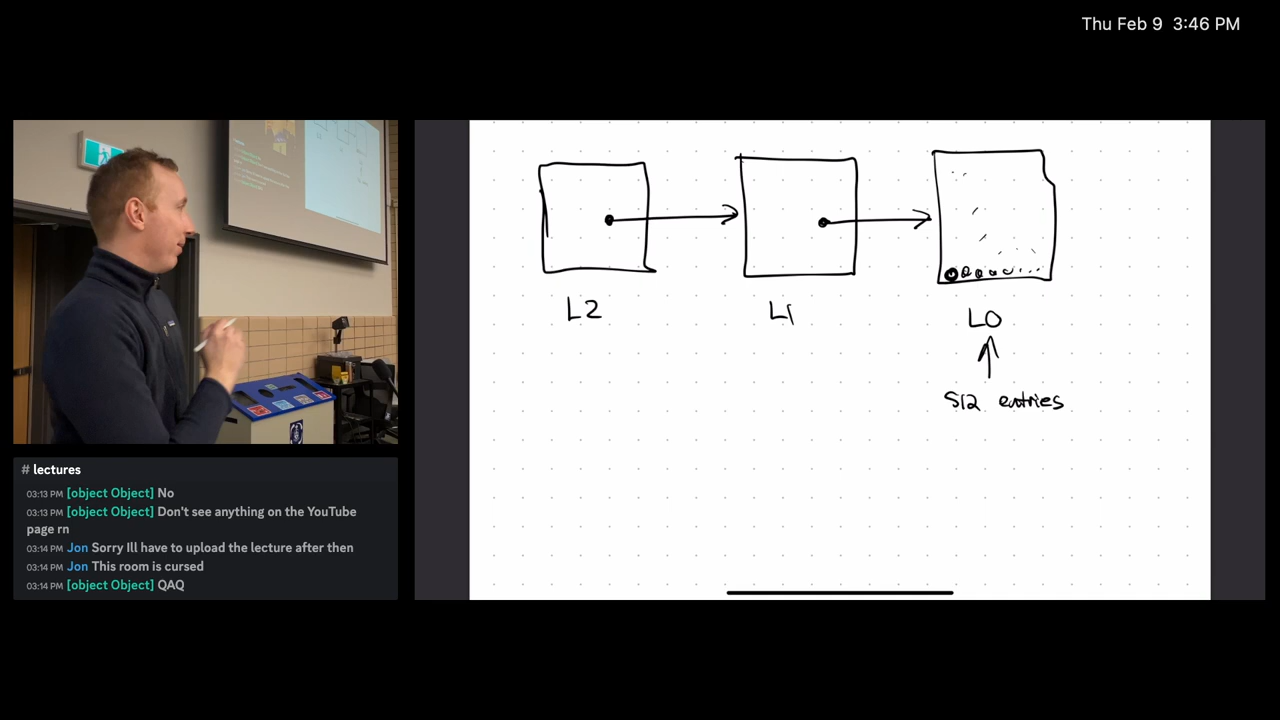 Thu Feb 9 3:46 PM
L2
L1
L0
512 entries
# lectures
03:13 PM [object Object] No
03:13 PM [object Object] Don't see anything on the YouTube
page rn
03:14 PM Jon Sorry Ill have to upload the lecture after then
03:14 PM Jon This room is cursed
03:14 PM [object Object] QAQ